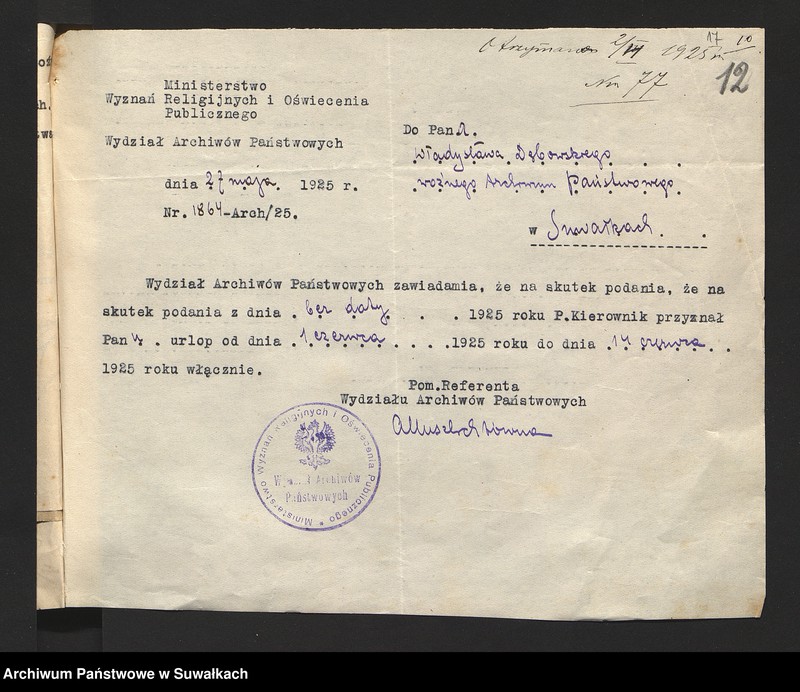 Otrzymano 2/VI 1925 r. 17 10
Nr. 77
12
Ministerstwo
Wyznań Religijnych i Oświecenia
Publicznego
Wydział Archiwów Państwowych
dnia 27 maja. 1925 r.
Nr. 1864-Arch/25.
Do Pana.
Władysława Dębowskiego
woźnego Archiwum Państwowego
w Suwałkach.
Wydział Archiwów Państwowych zawiadamia, że na skutek podania, że na
skutek podania z dnia . bez daty . . . 1925 roku P.Kierownik przyznał
Panu . urlop od dnia . 1 czerwca . . . .1925 roku do dnia . 14 czerwca . .
1925 roku włącznie.
Pom.Referenta
Wydziału Archiwów Państwowych
Ministerstwo Wyznań Religijnych i Oświecenia Publicznego
Wydział Archiwów
Państwowych
Archiwum Państwowe w Suwałkach